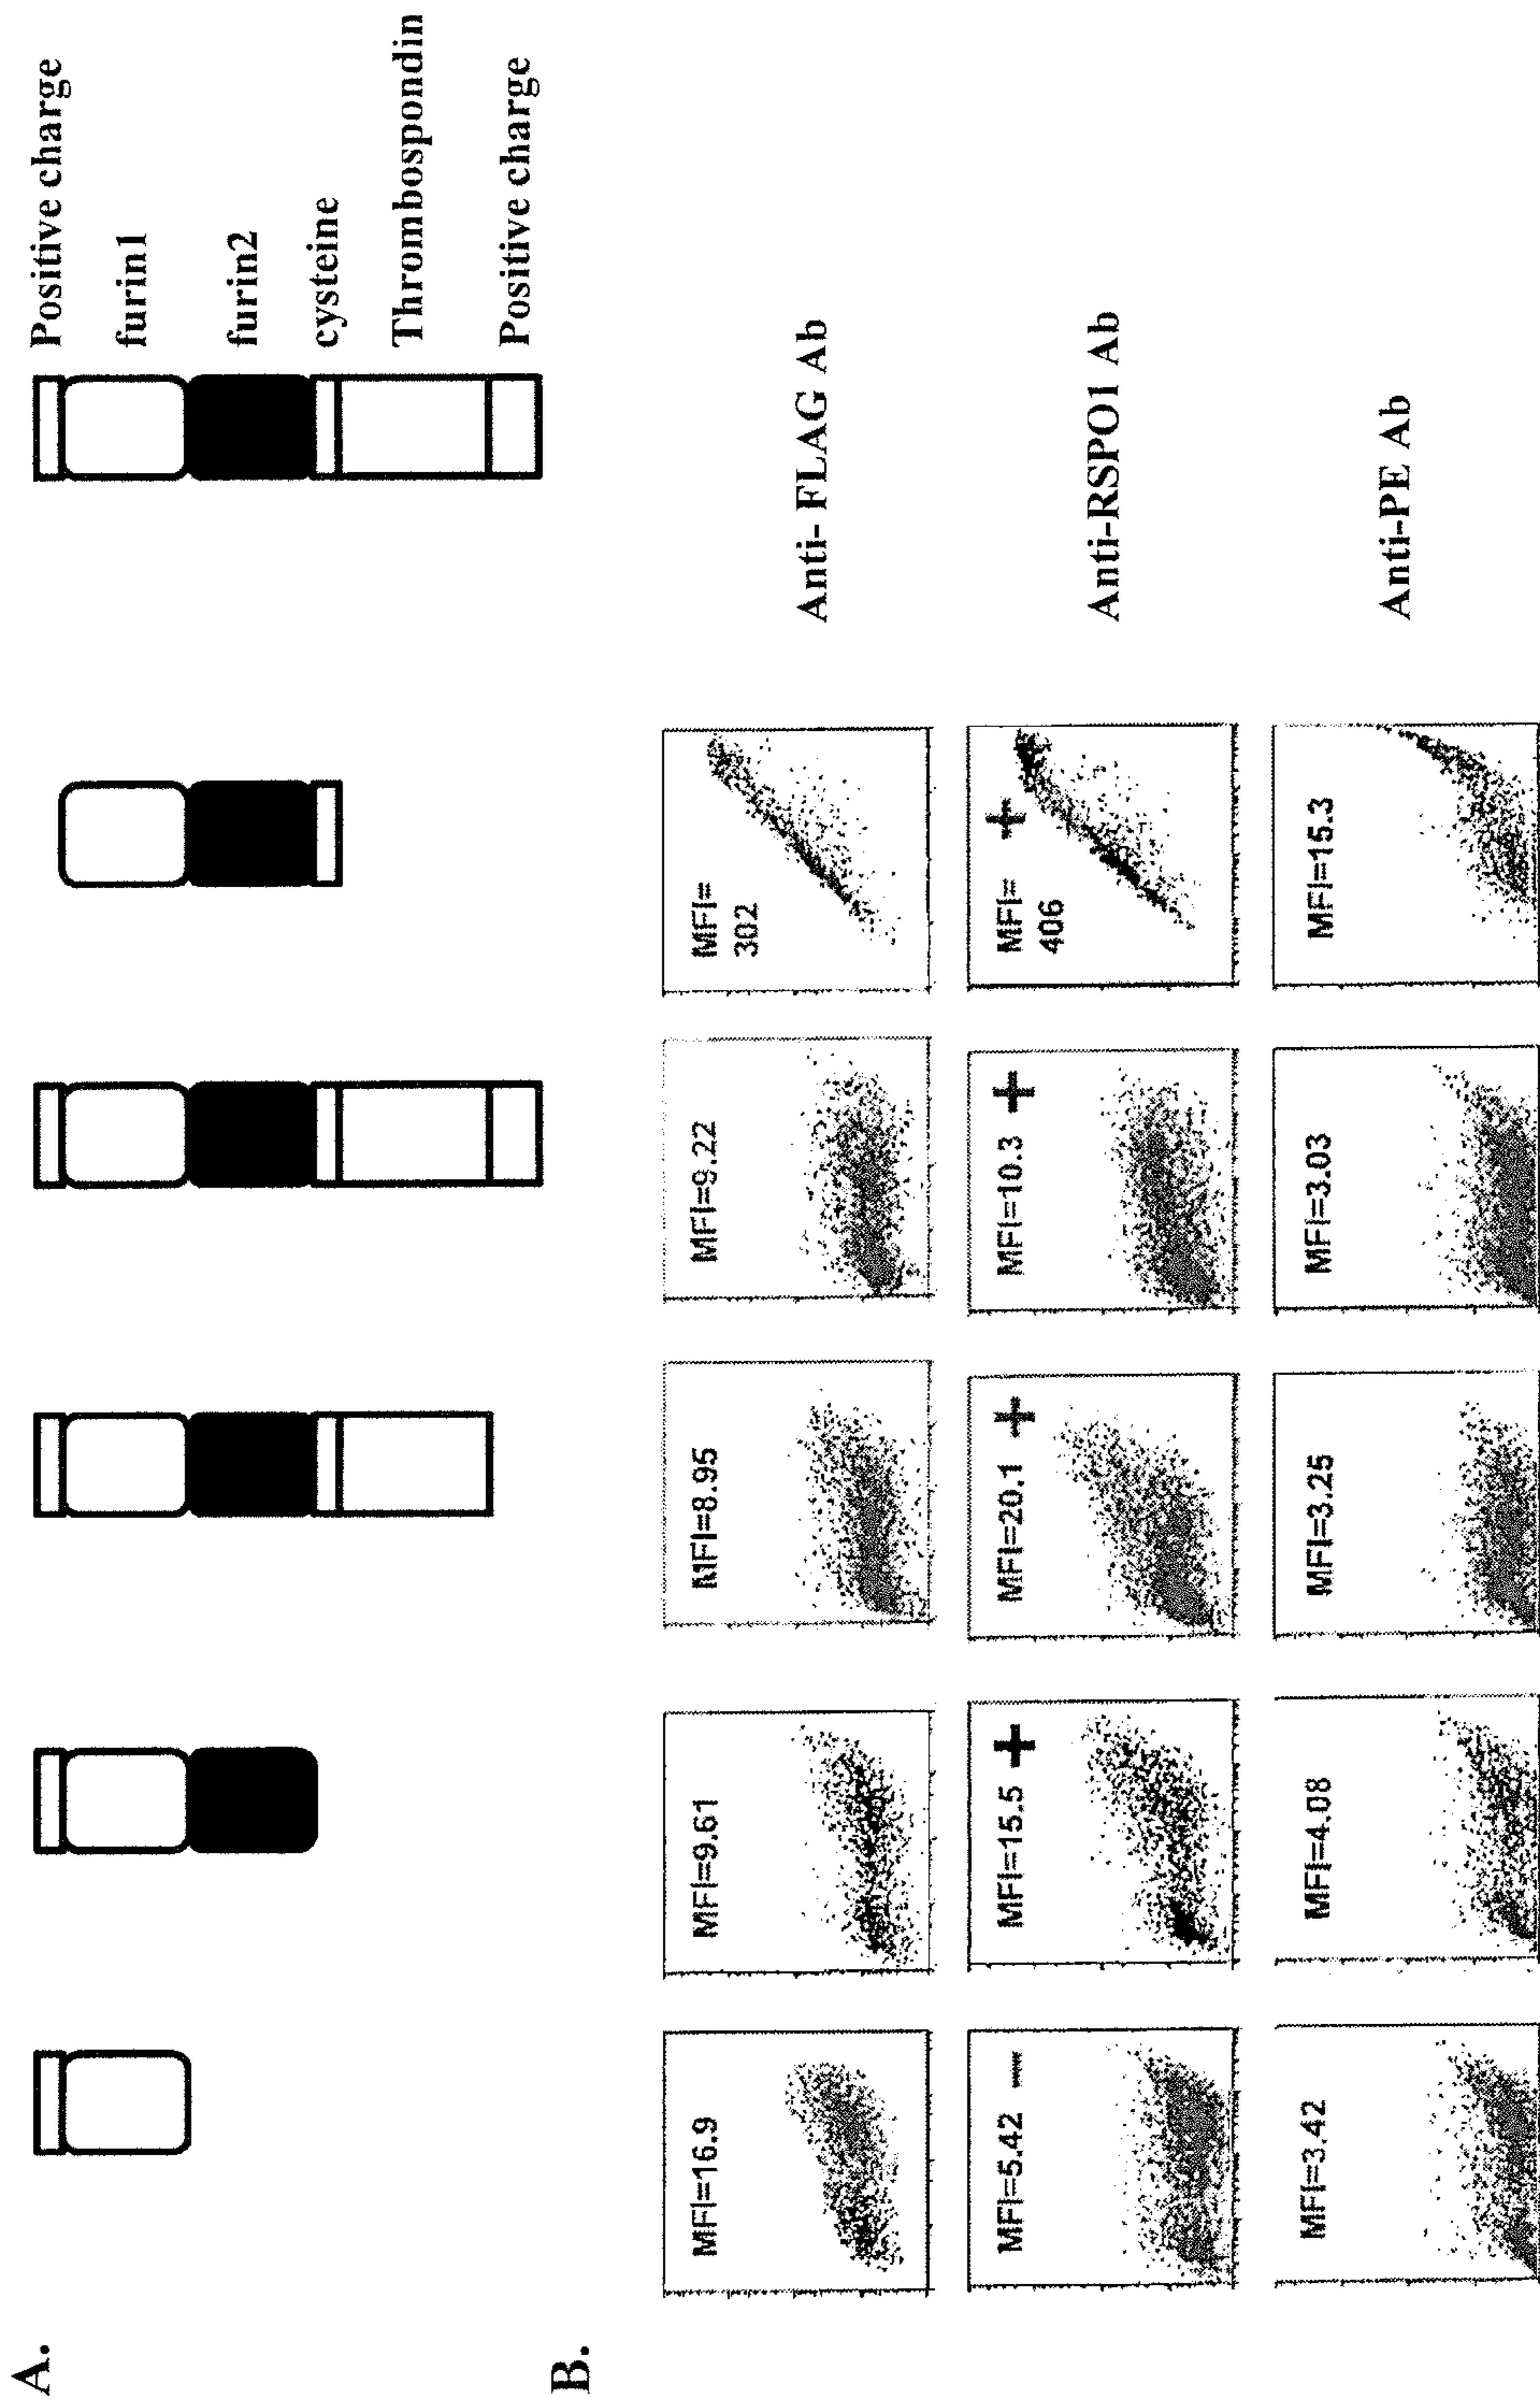 A.
Positive charge
furin1
furin2
cysteine
Thrombospondin
Positive charge
B.
MFI=16.9
MFI=9.61
MFI=8.95
MFI=9.22
MFI=
302
Anti- FLAG Ab
MFI=5.42 —
MFI=15.5 +
MFI=20.1 +
MFI=10.3 +
MFI= +
406
Anti-RSPO1 Ab
MFI=3.42
MFI=4.08
MFI=3.25
MFI=3.03
MFI=15.3
Anti-PE Ab